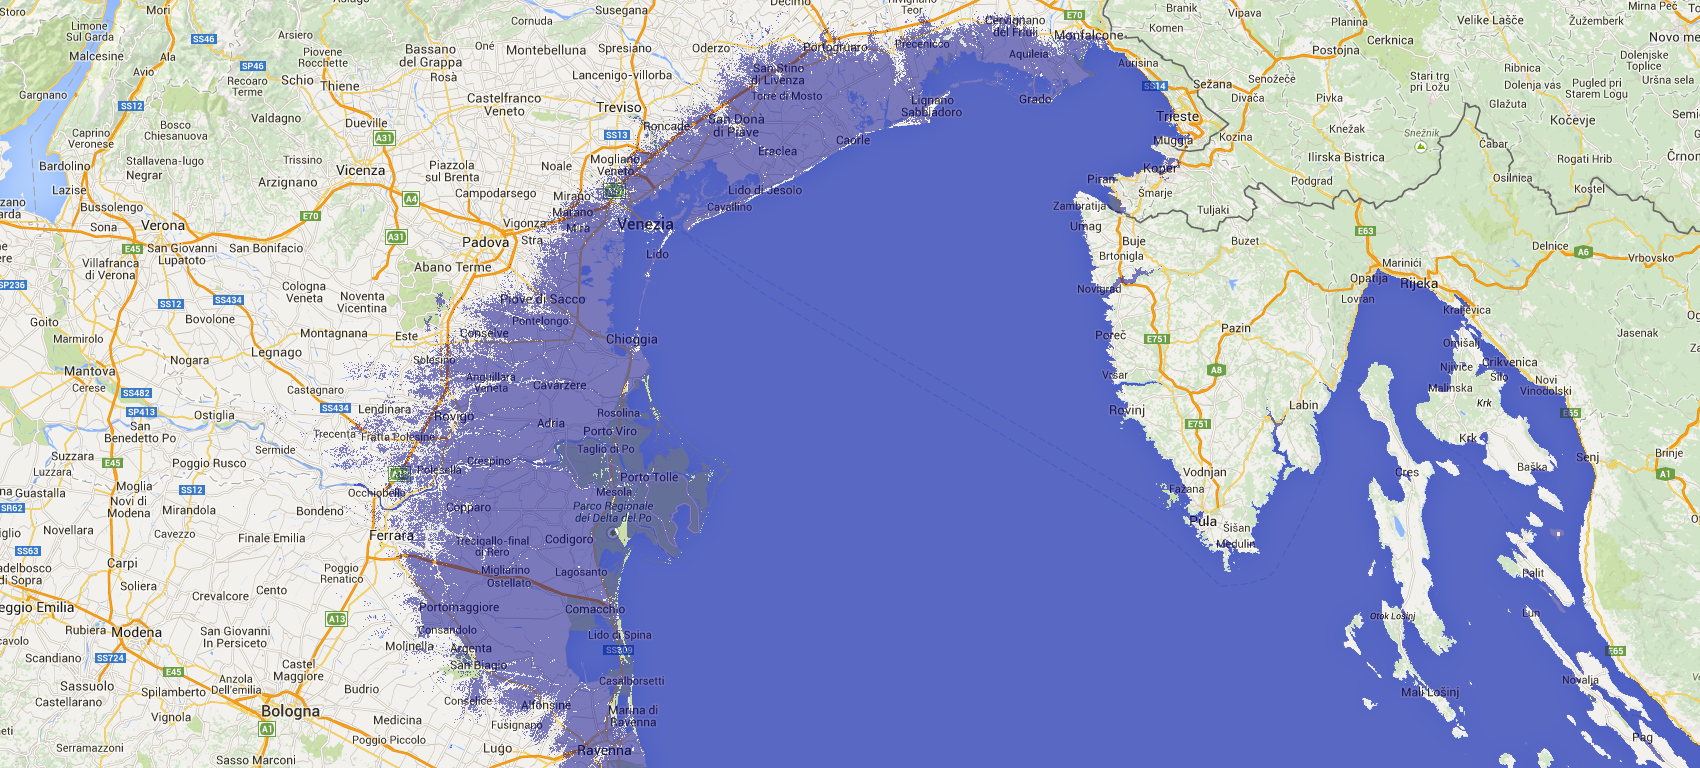 Limone
Sul Garda
Malcesine
Storo
Mori
Ala
Avio
SS46
Arsiero
Piovene
Rocchette
SP46
Recoaro
Terme
Schio
Thiene
Bassano
del Grappa
Rosà
Cornuda
Oné
Montebelluna
Susegana
Spresiano
Lancenigo-villorba
Castelfranco
Veneto
Treviso
Oderzo
Decimo
Teor
Portogruaro
Precenicco
Cervignano
del Friuli
E70
Monfalcone
Aquileia
Aurisina
SS14
Trieste
Muggia
Koper
Piran
Šmarje
Kozina
Sežana
Divača
Senožeče
Pivka
Knežak
Ilirska Bistrica
Podgrad
Komen
Branik
Vipava
Planina
Postojna
Cerknica
Velike Lašče
Mirna Peč
Žužemberk
Dolenjske
Toplice
Novo me
Ribnica
Dolenja vas
Stari trg
pri Ložu
Pugled pri
Starem Logu
Uršna sela
Glažuta
Kočevje
Snežnik
Čabar
Rogati Hrib
Osilnica
Kostel
Gargnano
SS12
Caprino
Veronese
Bosco
Chiesanuova
Valdagno
Dueville
A31
Stallavena-lugo
Negrar
Trissino
Vicenza
Arzignano
Piazzola
sul Brenta
Campodarsego
Noale
SS13
Roncade
Mogliano
Veneto
Mirano
Marano
Mira
Venezia
Lido
San Stino
di Livenza
Torre di Mosto
San Donà
di Piave
Eraclea
Caorle
Lignano
Sabbiadoro
Grado
Lido di Jesolo
Cavallino
Bardolino
Lazise
Bussolengo
Sona
Verona
E45
San Giovanni
Lupatoto
San Bonifacio
E70
A4
A31
Vigonza
Padova
Stra
Abano Terme
Villafranca
di Verona
SP236
SS12
SS434
Bovolone
Cologna
Veneta
Noventa
Vicentina
Montagnana
Este
Piove di Sacco
Pontelongo
Conselve
Solesino
Chioggia
Goito
Marmirolo
Mantova
Cerese
Nogara
Legnago
Castagnaro
SS434
SS482
SP413
Ostiglia
San
Benedetto Po
Lendinara
Trecenta
Fratta Polesine
Rovigo
Anguillara
Veneta
Cavarzere
Adria
Rosolina
Porto Viro
Taglio di Po
Porto Tolle
Mesola
Parco Regionale
del Delta del Po
Suzzara
Luzzara
E45
Poggio Rusco
Sermide
Crespino
Polesella
Occhiobello
Guastalla
SR62
Moglia
Novi di
Modena
SS12
Mirandola
Bondeno
Copparo
Ferrara
Novellara
Cavezzo
Finale Emilia
Tresigallo-final
di Rero
Codigoro
SS63
Carpi
Poggio
Renatico
Migliarino
Ostellato
Lagosanto
Soliera
Crevalcore
Cento
Portomaggiore
Comacchio
eggio Emilia
Rubiera
Modena
San Giovanni
In Persiceto
A13
Molinella
Consandolo
Argenta
San Biagio
Lido di Spina
SS309
Scandiano
SS724
E45
Anzola
Dell'emilia
Castel
Maggiore
Sassuolo
Castellarano
Spilamberto
Vignola
Budrio
Bologna
Conselice
Alfonsine
Casalborsetti
Marina di
Ravenna
Serramazzoni
A1
Medicina
Poggio Piccolo
Sasso Marconi
Fusignano
Lugo
Ravenna
Zambratija
Umag
Tuljaki
Buje
Brtonigla
Buzet
Novigrad
Poreč
E751
Pazin
Vrsar
A8
Rovinj
E751
Labin
Vodnjan
Fažana
Pula
Šišan
Medulin
E63
Opatija
Marinići
Rijeka
Lovran
A6
Delnice
Vrbovsko
Kraljevica
Omišalj
Njivice
Crikvenica
Silo
Novi
Vinodolski
Malinska
Krk
Krk
Jasenak
E65
Senj
Brinje
A1
Cres
Baška
Palit
Lun
Otok Lošinj
Mali Lošinj
E65
Novalja
Pag